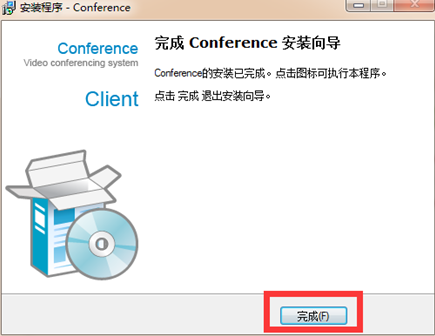 安装程序 - Conference
Conference
Video conferencing system
Client
完成 Conference 安装向导
Conference的安装已完成。点击图标可执行本程序。
点击 完成 退出安装向导。
完成(F)